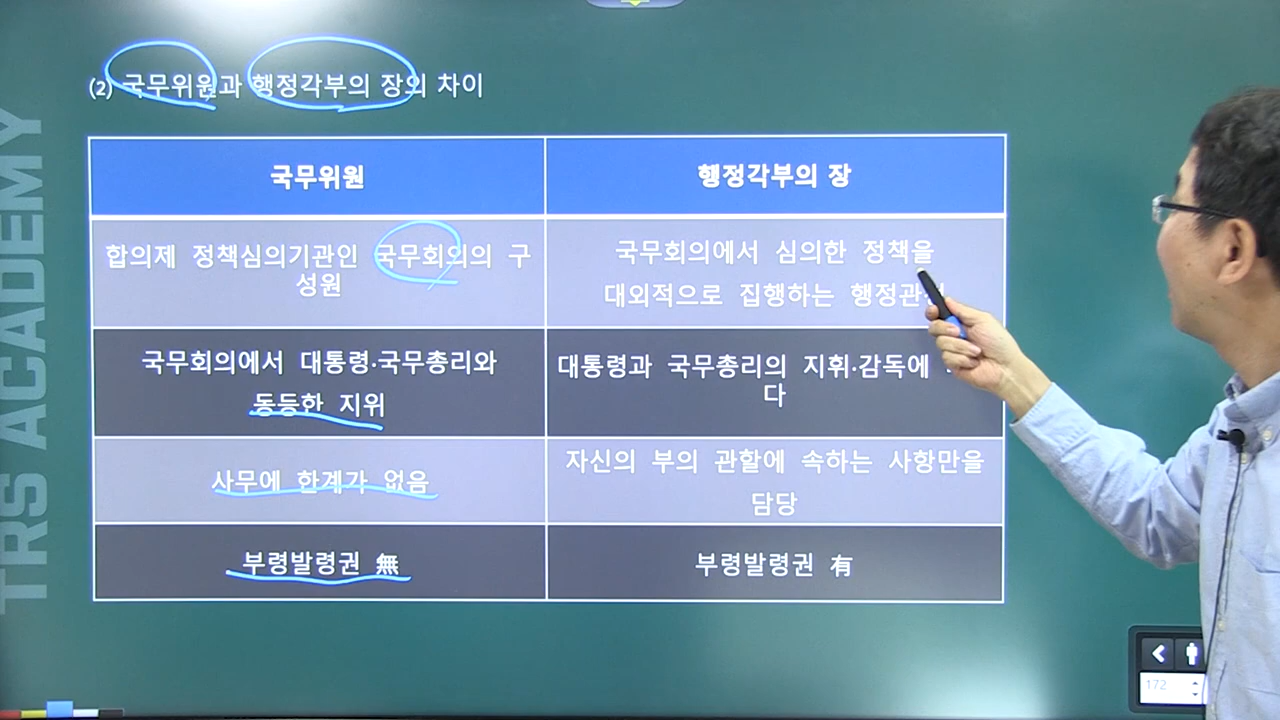 (2) 국무위원과 행정각부의 장의 차이
국무위원
행정각부의 장
합의제 정책심의기관인 국무회의의 구
성원
국무회의에서 심의한 정책을
대외적으로 집행하는
국무회의에서 대통령·국무총리와
동등한 지위
대통령과 국무총리의 지휘·감독에
다
사무에 한계가 없음
자신의 부의 관할에 속하는 사항만을
담당
부령발령권 無
부령발령권 有
TRS ACADEMY
172